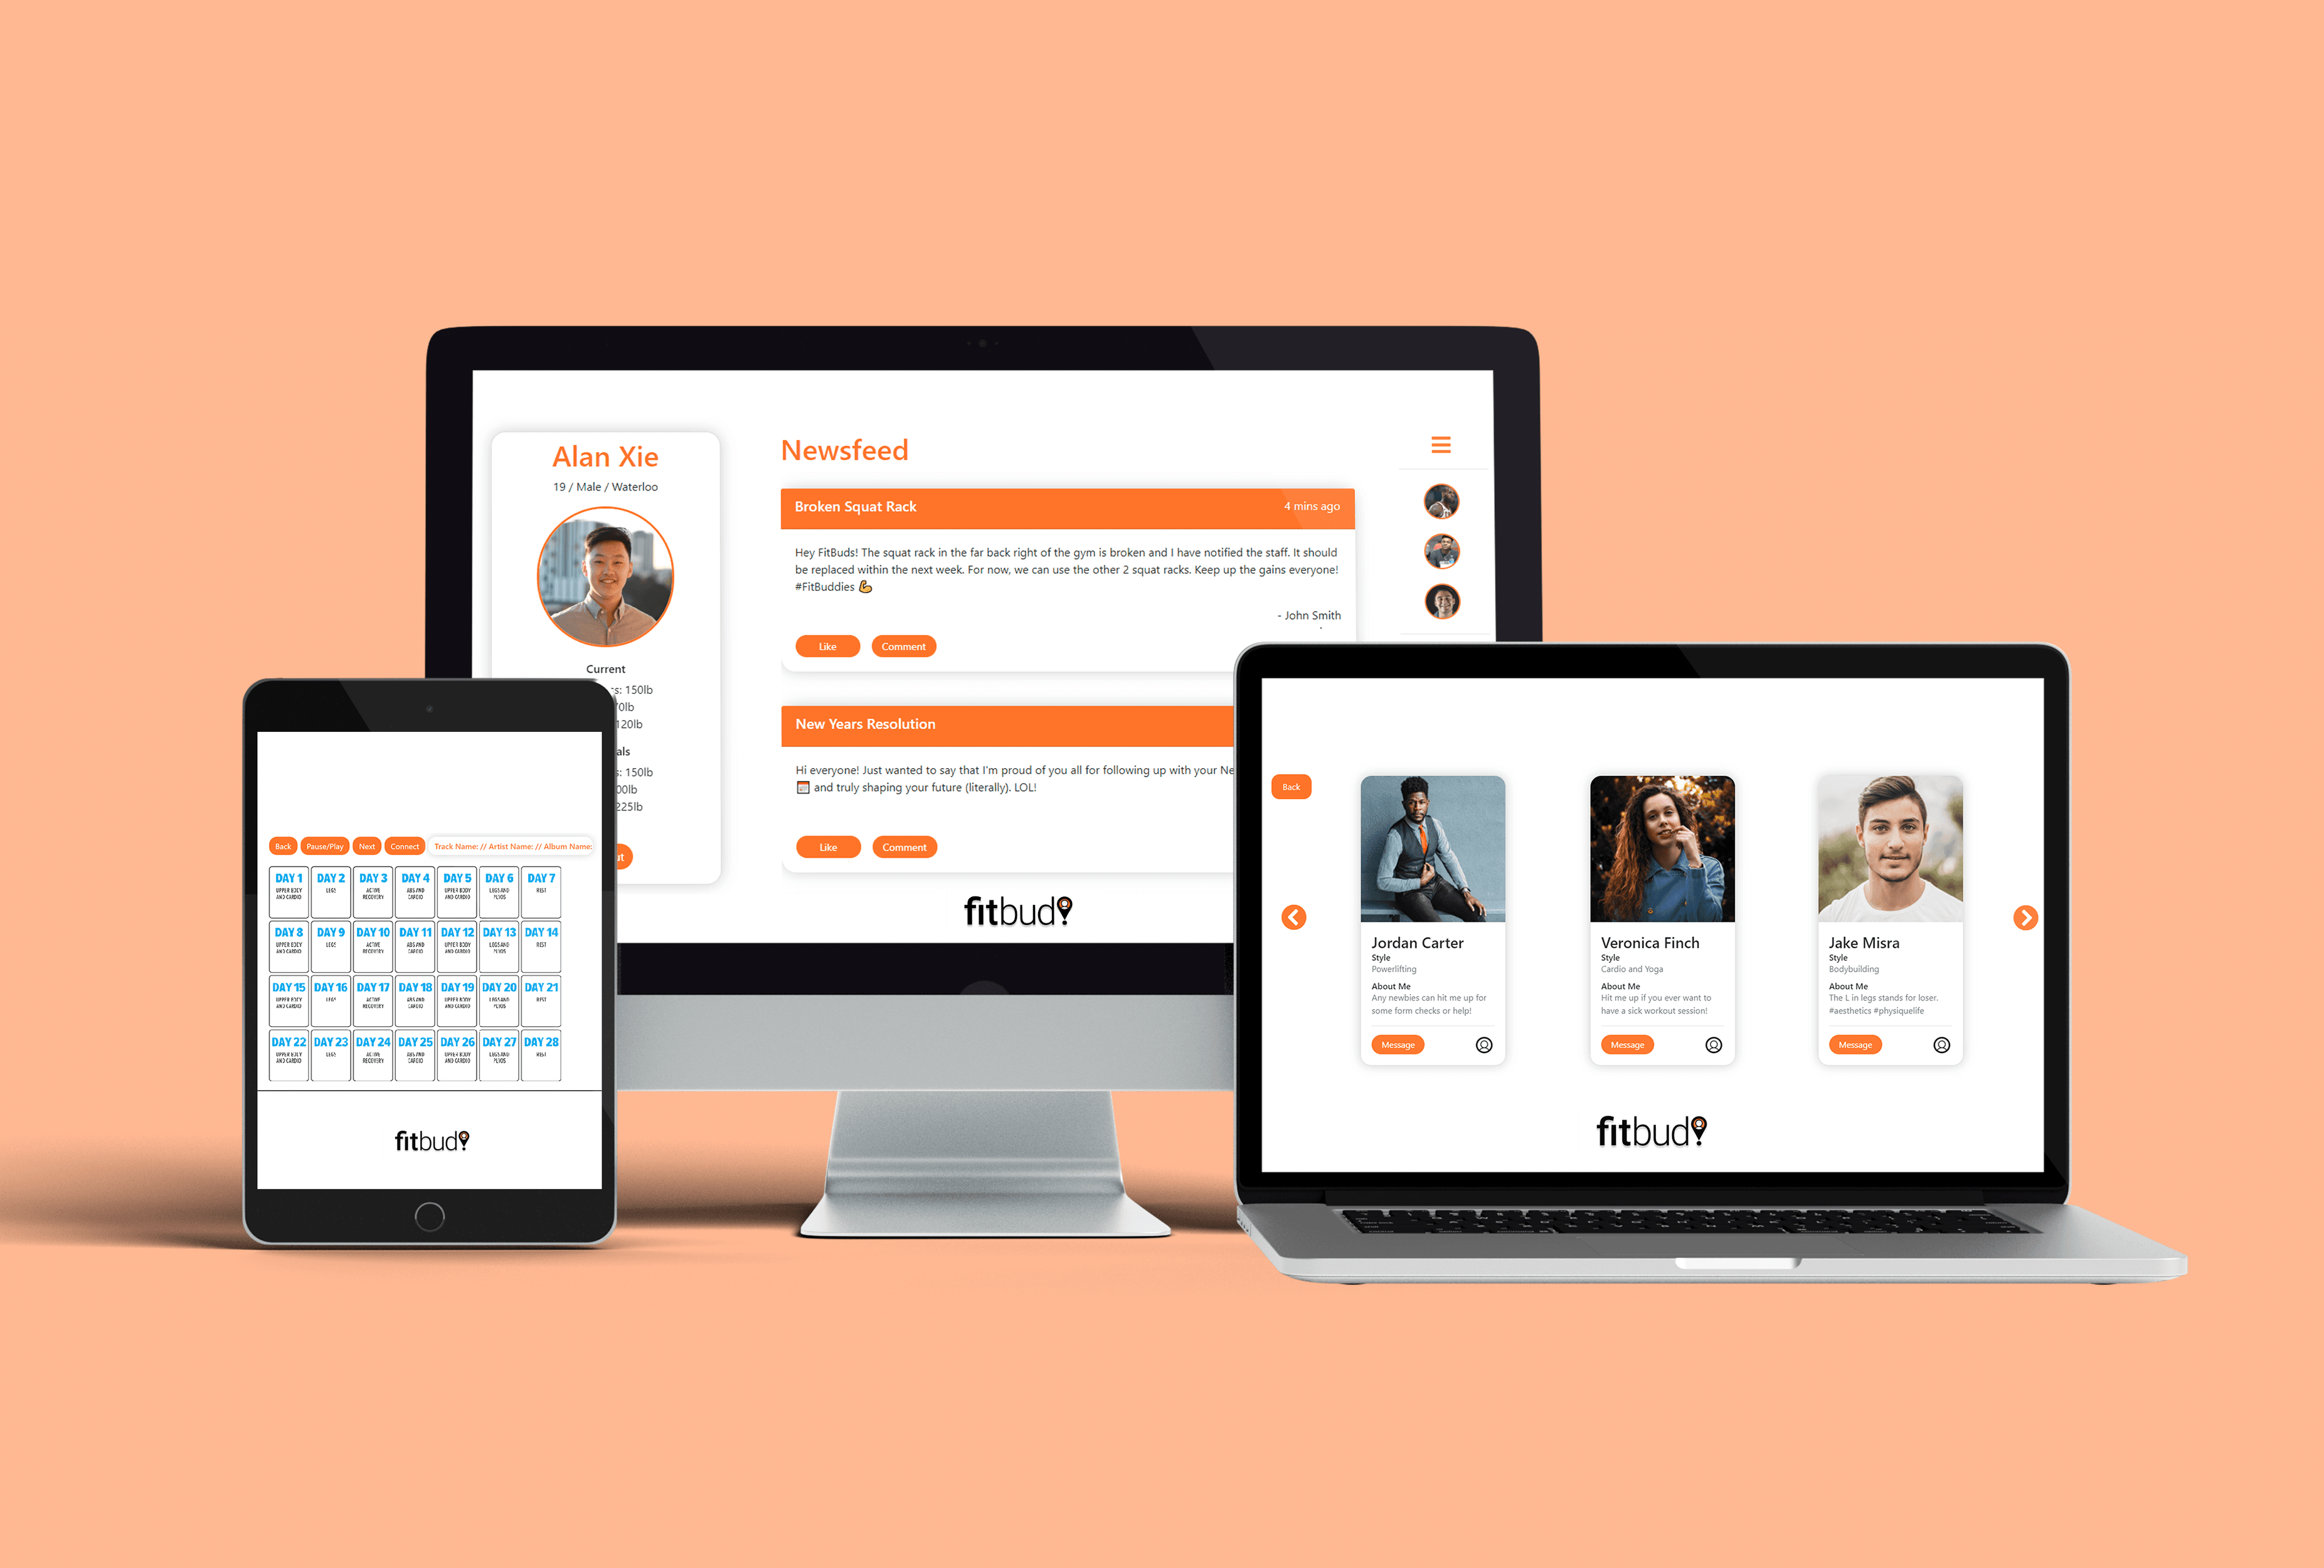 Alan Xie
19 / Male / Waterloo
Current
150lb
120lb
150lb
225lb
Newsfeed
Broken Squat Rack
4 mins ago
Hey FitBuds! The squat rack in the far back right of the gym is broken and I have notified the staff. It should
be replaced within the next week. For now, we can use the other 2 squat racks. Keep up the gains everyone!
#FitBuddies 💪
- John Smith
Like Comment
New Years Resolution
Hi everyone! Just wanted to say that I'm proud of you all for following up with your
and truly shaping your future (literally). LOL!
Like Comment
fitbud
Back Pause/Play Next Connect Track Name: // Artist Name: // Album Name:
DAY 1 DAY 2 DAY 3 DAY 4 DAY 5 DAY 6 DAY 7
UPPER BODY LEGS ACTIVE ABS AND UPPER BODY LEGS AND REST
AND CARDIO RECOVERY CARDIO AND CARDIO PLYOS
DAY 8 DAY 9 DAY 10 DAY 11 DAY 12 DAY 13 DAY 14
UPPER BODY LEGS ACTIVE ABS AND UPPER BODY LEGS AND REST
AND CARDIO RECOVERY CARDIO AND CARDIO PLYOS
DAY 15 DAY 16 DAY 17 DAY 18 DAY 19 DAY 20 DAY 21
UPPER BODY LEGS ACTIVE ABS AND UPPER BODY LEGS AND REST
AND CARDIO RECOVERY CARDIO AND CARDIO PLYOS
DAY 22 DAY 23 DAY 24 DAY 25 DAY 26 DAY 27 DAY 28
UPPER BODY LEGS ACTIVE ABS AND UPPER BODY LEGS AND REST
AND CARDIO RECOVERY CARDIO AND CARDIO PLYOS
fitbud
Back
Jordan Carter
Style
Powerlifting
About Me
Any newbies can hit me up for
some form checks or help!
Message
Veronica Finch
Style
Cardio and Yoga
About Me
Hit me up if you ever want to
have a sick workout session!
Message
Jake Misra
Style
Bodybuilding
About Me
The L in legs stands for loser.
#aesthetics #physiquelife
Message
fitbud